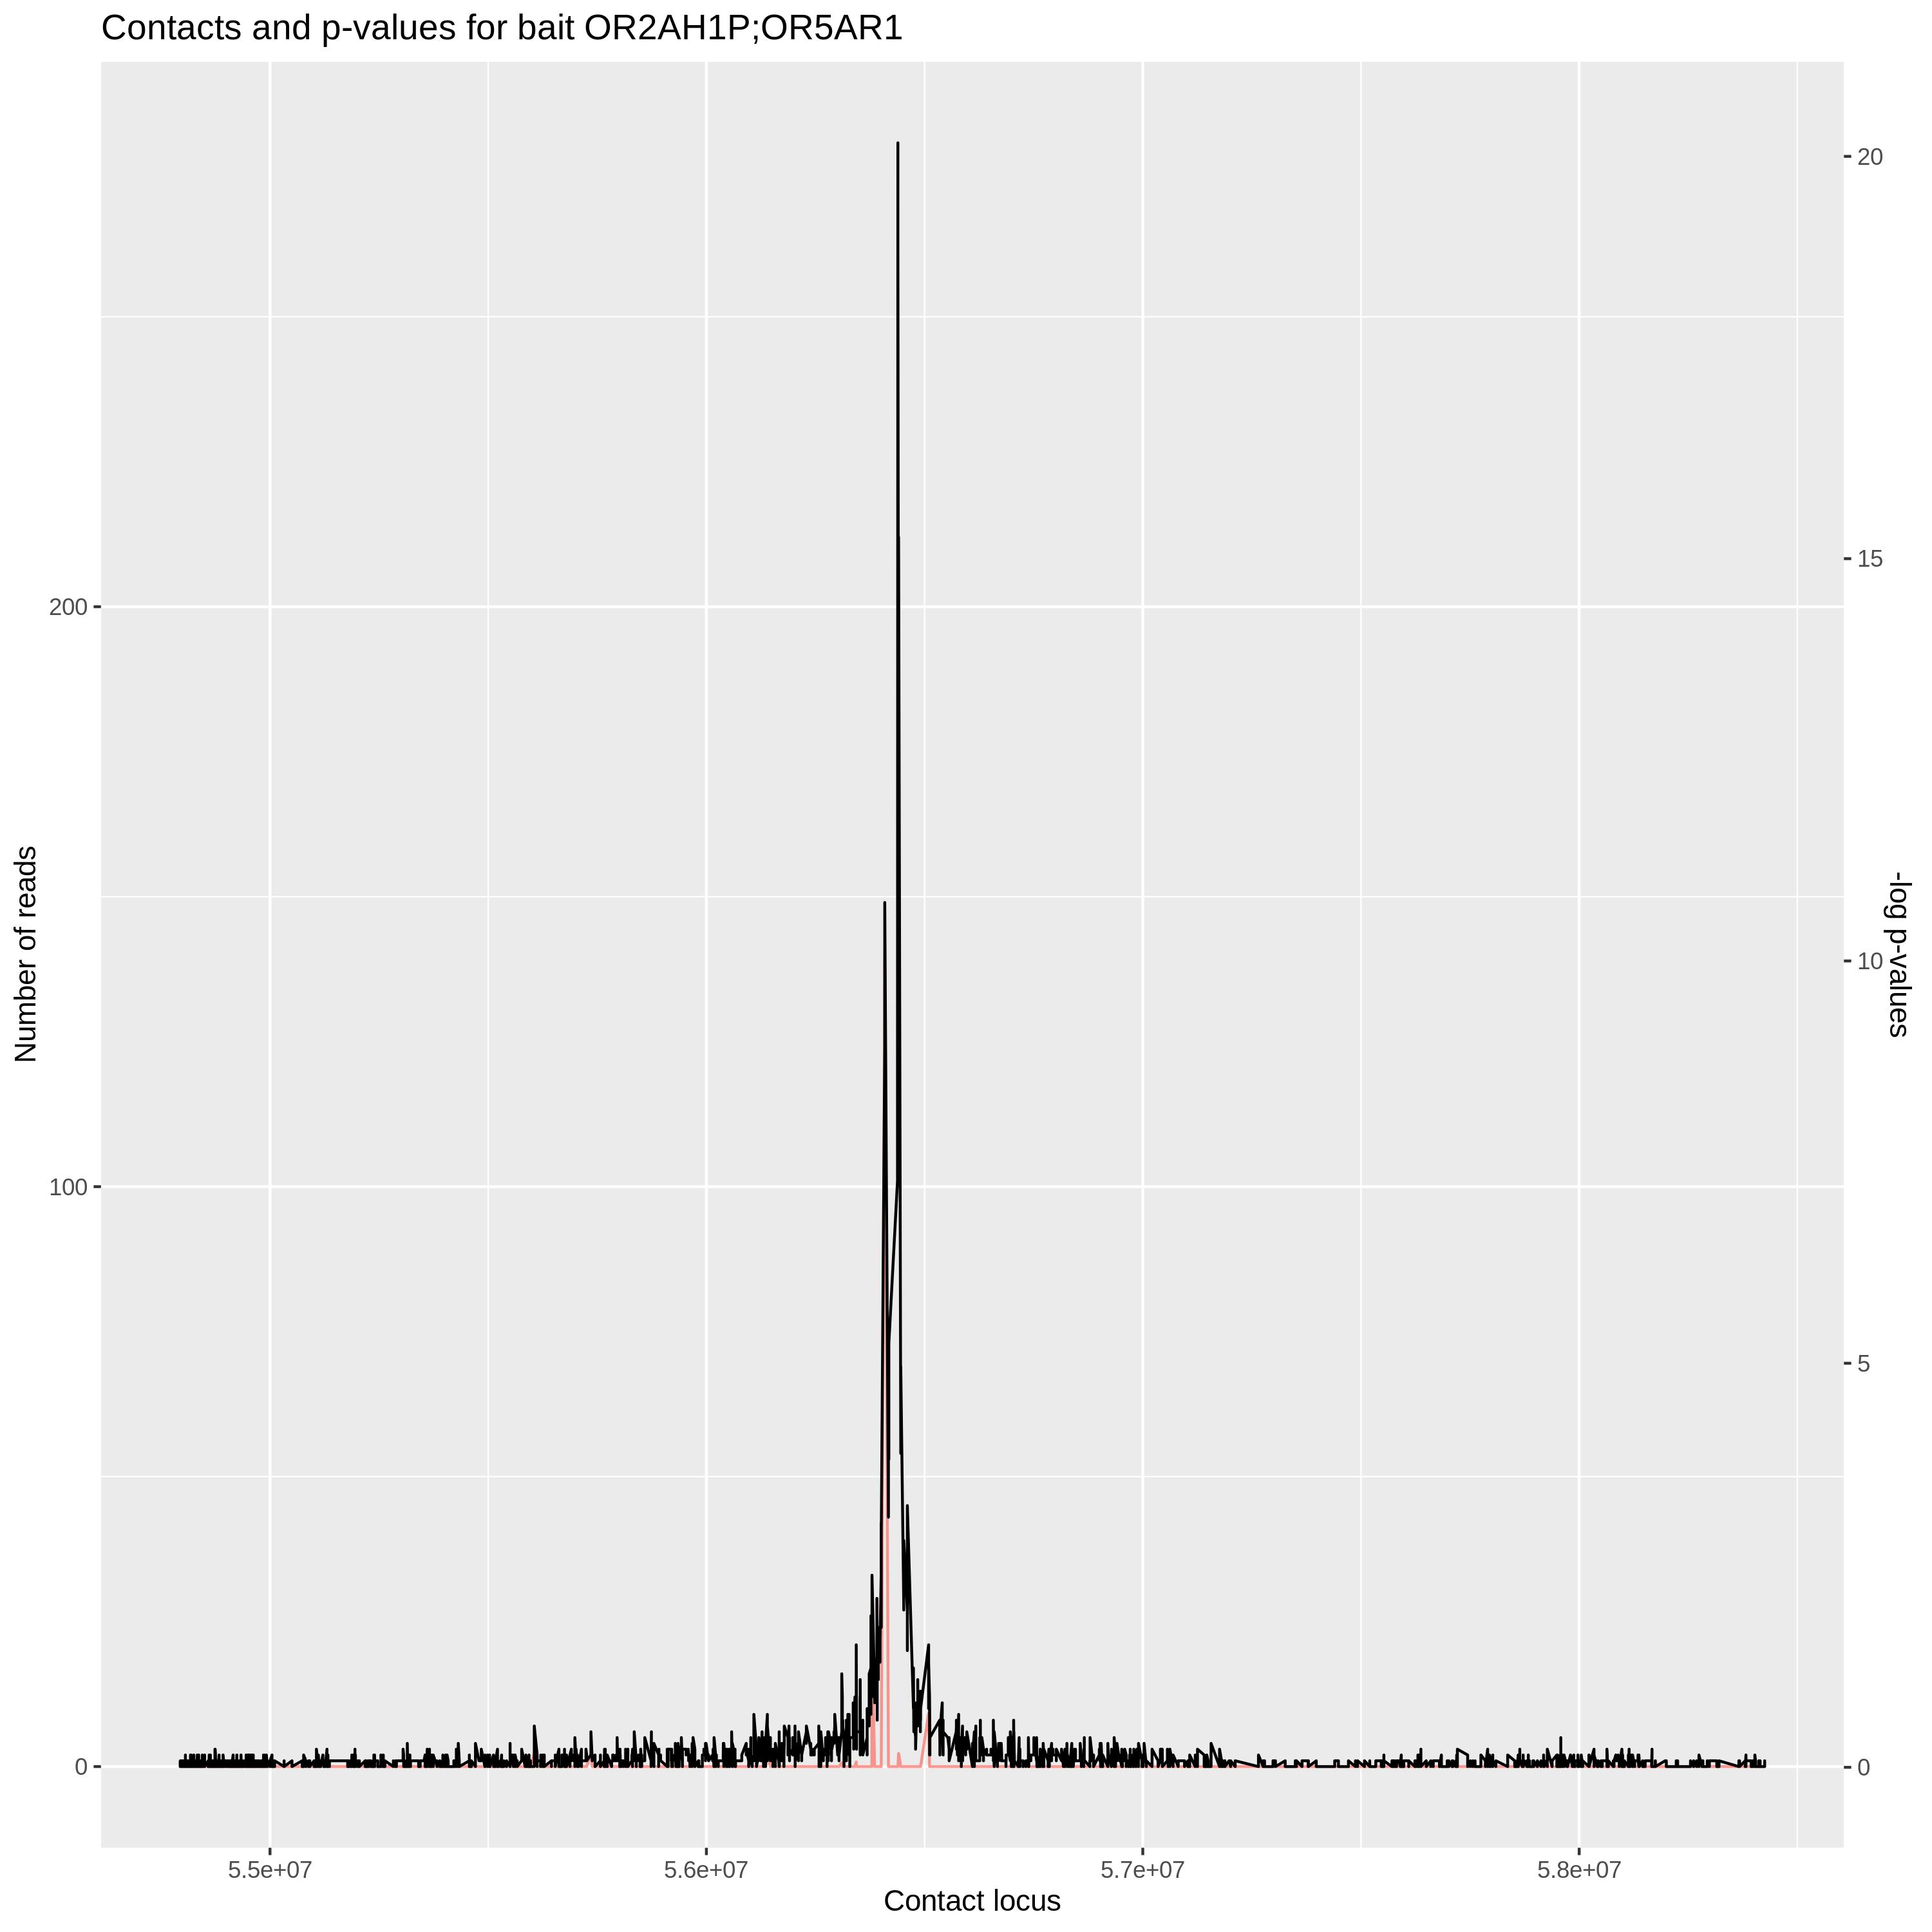 Contacts and p-values for bait OR2AH1P;OR5AR1
Number of reads
200
100
0
20
15
10
5
0
-log p-values
5.5e+07
5.6e+07
5.7e+07
5.8e+07
Contact locus